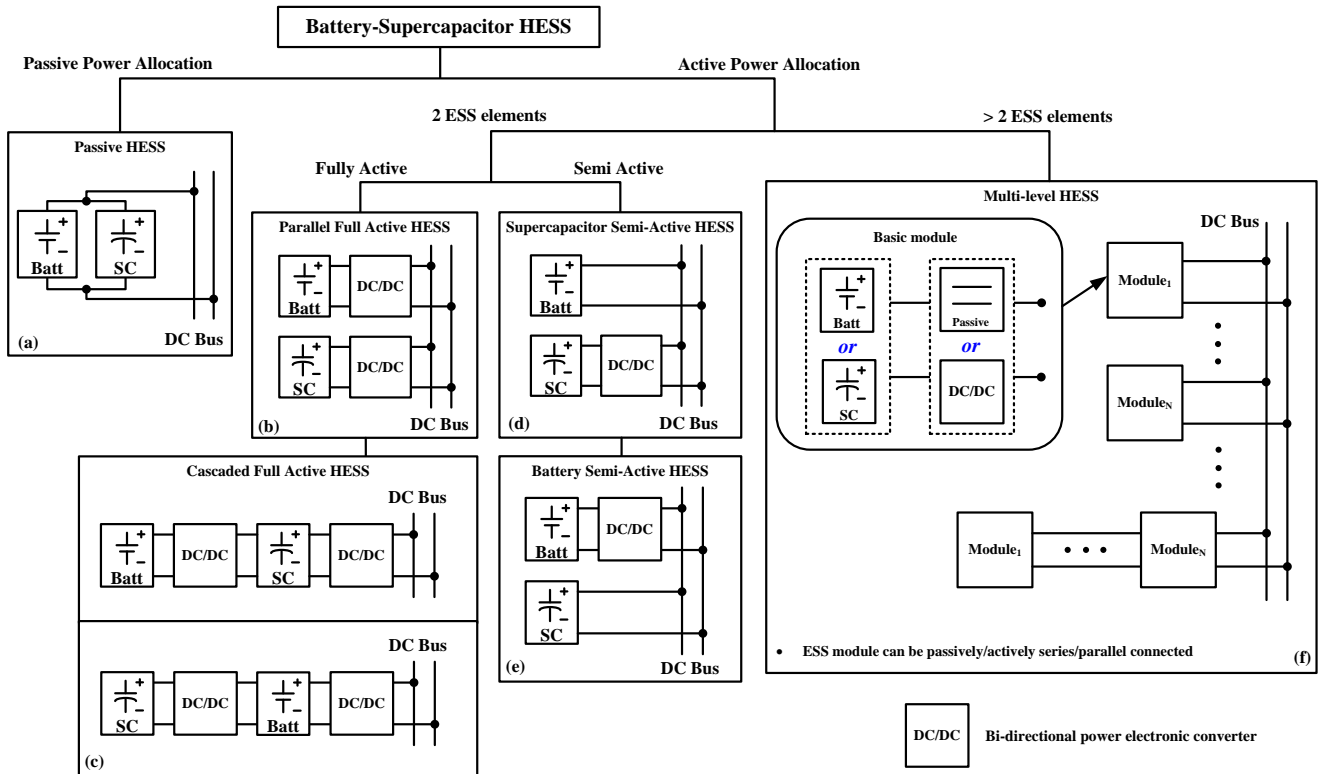 Battery-Supercapacitor HESS
Passive Power Allocation
Active Power Allocation
2 ESS elements
> 2 ESS elements
Fully Active
Semi Active
Passive HESS
+
−
Batt
+
−
SC
DC Bus
(a)
Parallel Full Active HESS
+
−
Batt
DC/DC
+
−
SC
DC/DC
DC Bus
(b)
Cascaded Full Active HESS
DC Bus
+
−
Batt
DC/DC
+
−
SC
DC/DC
DC Bus
+
−
SC
DC/DC
+
−
Batt
DC/DC
(c)
Supercapacitor Semi-Active HESS
+
−
Batt
+
−
SC
DC/DC
DC Bus
(d)
Battery Semi-Active HESS
+
−
Batt
DC/DC
+
−
SC
DC Bus
(e)
Multi-level HESS
DC Bus
Basic module
+
−
Batt
or
+
−
SC
Passive
or
DC/DC
Module1
ModuleN
Module1
ModuleN
• ESS module can be passively/actively series/parallel connected
(f)
DC/DC
Bi-directional power electronic converter